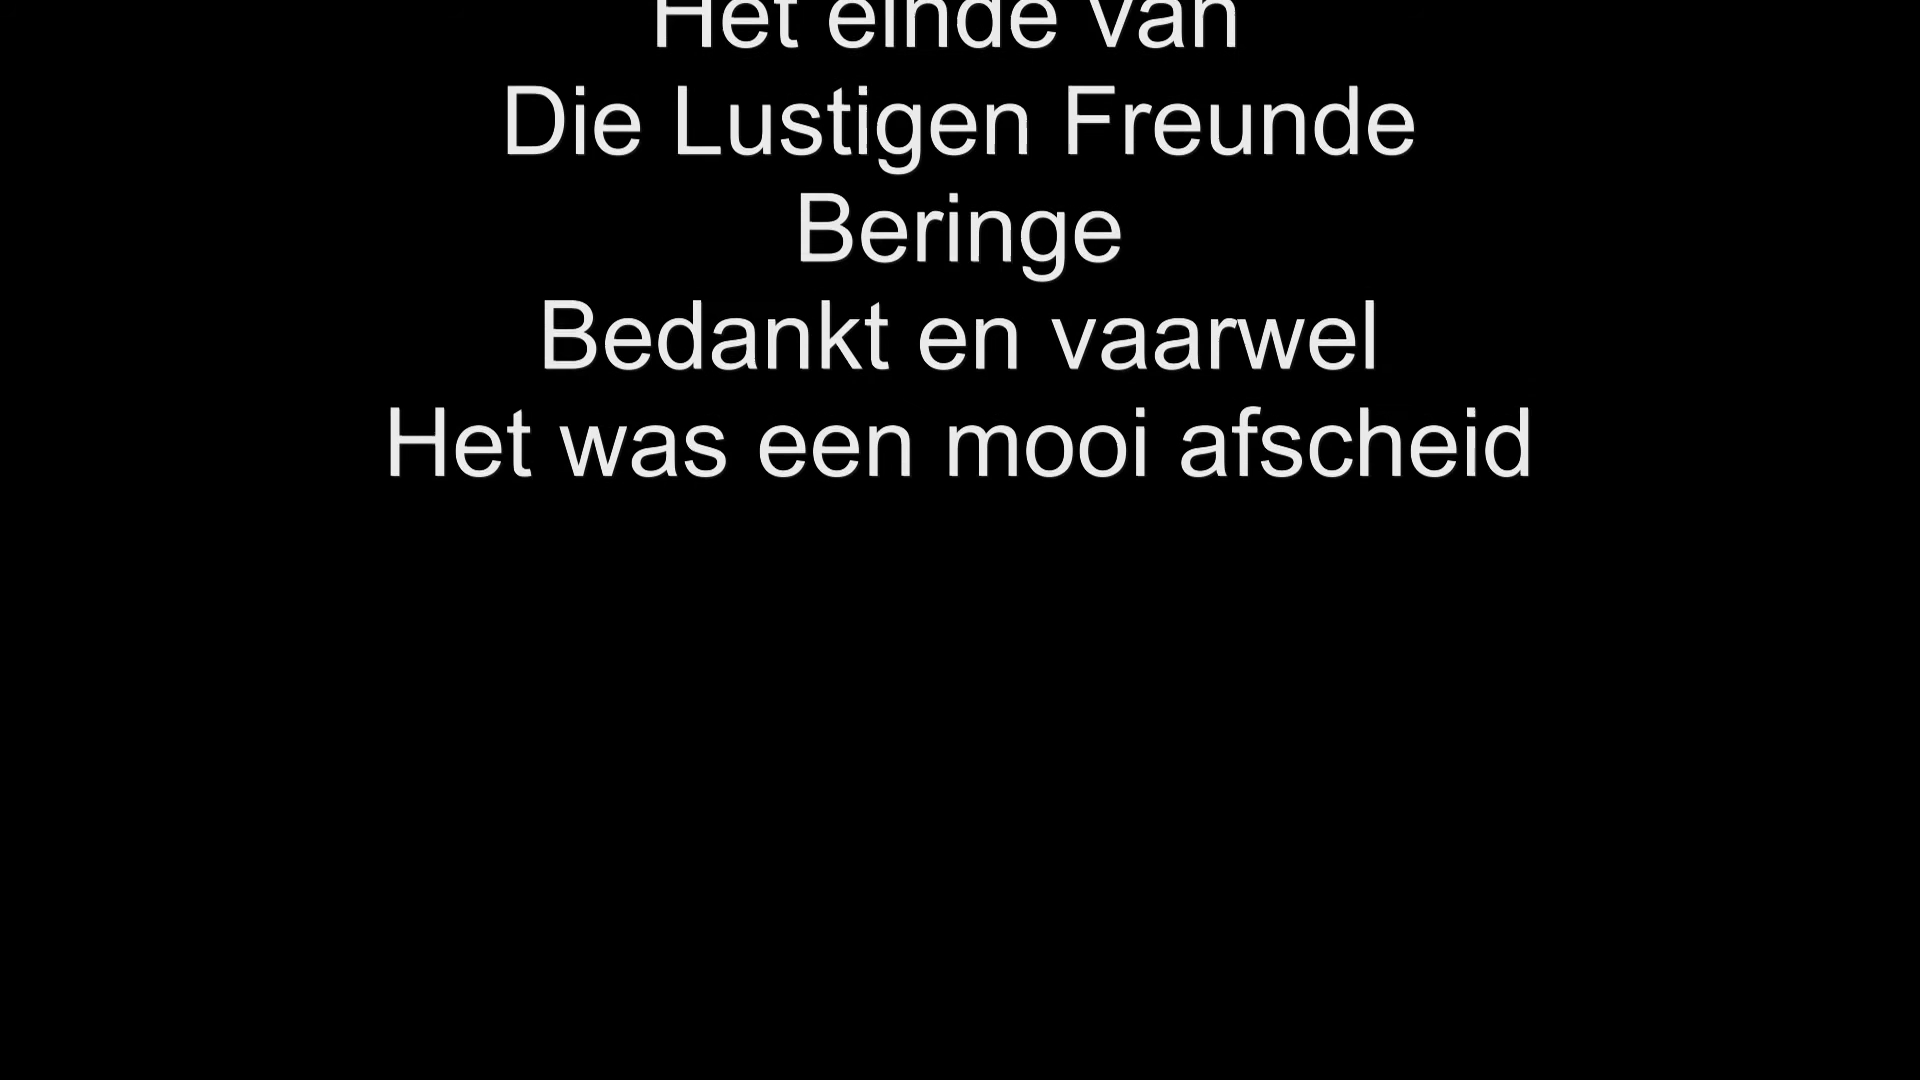 Het einde van
Die Lustigen Freunde
Beringe
Bedankt en vaarwel
Het was een mooi afscheid